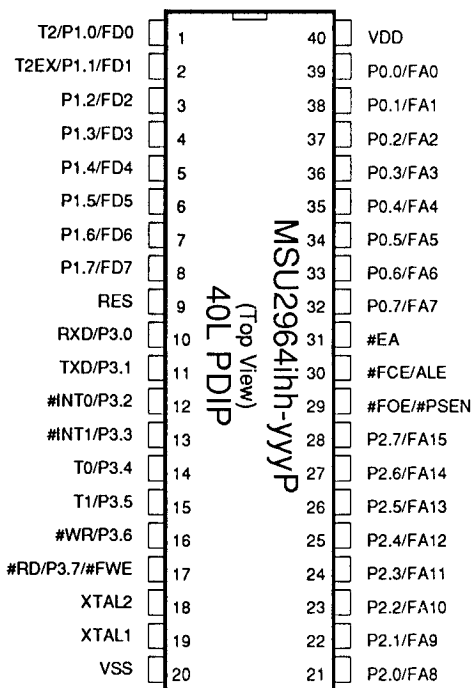 T2/P1.0/FD0 1 40 VDD
T2EX/P1.1/FD1 2 39 P0.0/FA0
P1.2/FD2 3 38 P0.1/FA1
P1.3/FD3 4 37 P0.2/FA2
P1.4/FD4 5 36 P0.3/FA3
P1.5/FD5 6 35 P0.4/FA4
P1.6/FD6 7 34 P0.5/FA5
P1.7/FD7 8 33 P0.6/FA6
RES 9 32 P0.7/FA7
RXD/P3.0 10 31 #EA
TXD/P3.1 11 30 #FCE/ALE
#INT0/P3.2 12 29 #FOE/#PSEN
#INT1/P3.3 13 28 P2.7/FA15
T0/P3.4 14 27 P2.6/FA14
T1/P3.5 15 26 P2.5/FA13
#WR/P3.6 16 25 P2.4/FA12
#RD/P3.7/#FWE 17 24 P2.3/FA11
XTAL2 18 23 P2.2/FA10
XTAL1 19 22 P2.1/FA9
VSS 20 21 P2.0/FA8
MSU2964ihh-yyyP
(Top View)
40L PDIP